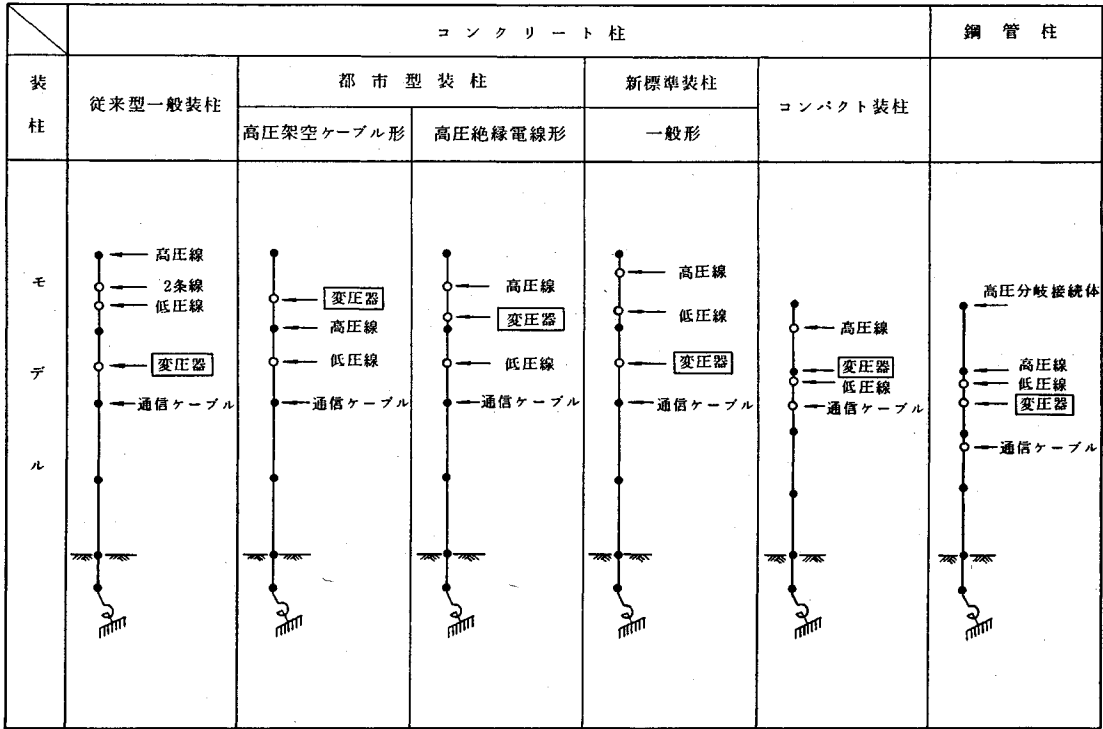 コンクリート柱
鋼管柱
装柱
従来型一般装柱
都市型装柱
新標準装柱
コンパクト装柱
高圧架空ケーブル形
高圧絶縁電線形
一般形
モデル
高圧線
2条線
低圧線
変圧器
通信ケーブル
変圧器
高圧線
低圧線
通信ケーブル
高圧線
変圧器
低圧線
通信ケーブル
高圧線
低圧線
変圧器
通信ケーブル
高圧線
変圧器
低圧線
通信ケーブル
高圧分岐接続体
高圧線
低圧線
変圧器
通信ケーブル